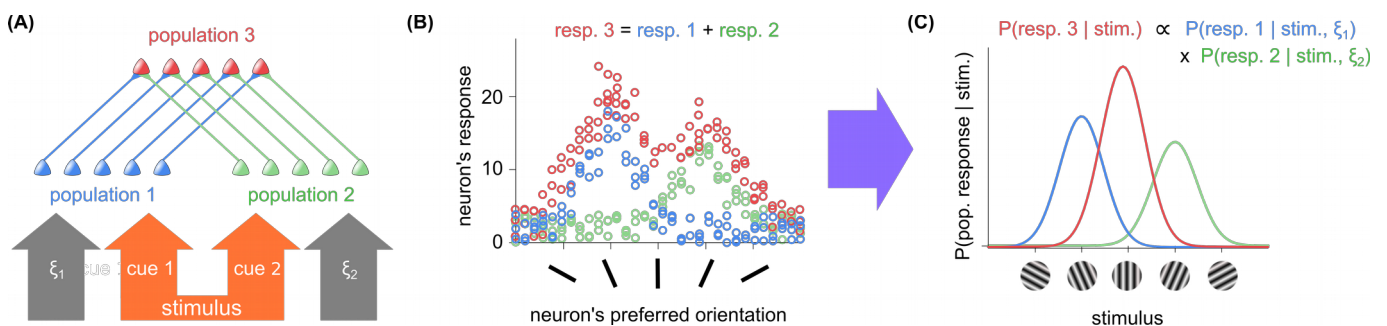 (A)
population 3
population 1
population 2
ξ1
cue 1
cue 1
cue 2
ξ2
stimulus
(B)
resp. 3 = resp. 1 + resp. 2
neuron's response
20
10
0
neuron's preferred orientation
(C)
P(resp. 3 | stim.) ∝ P(resp. 1 | stim., ξ1)
x P(resp. 2 | stim., ξ2)
P(pop. response | stim.)
stimulus